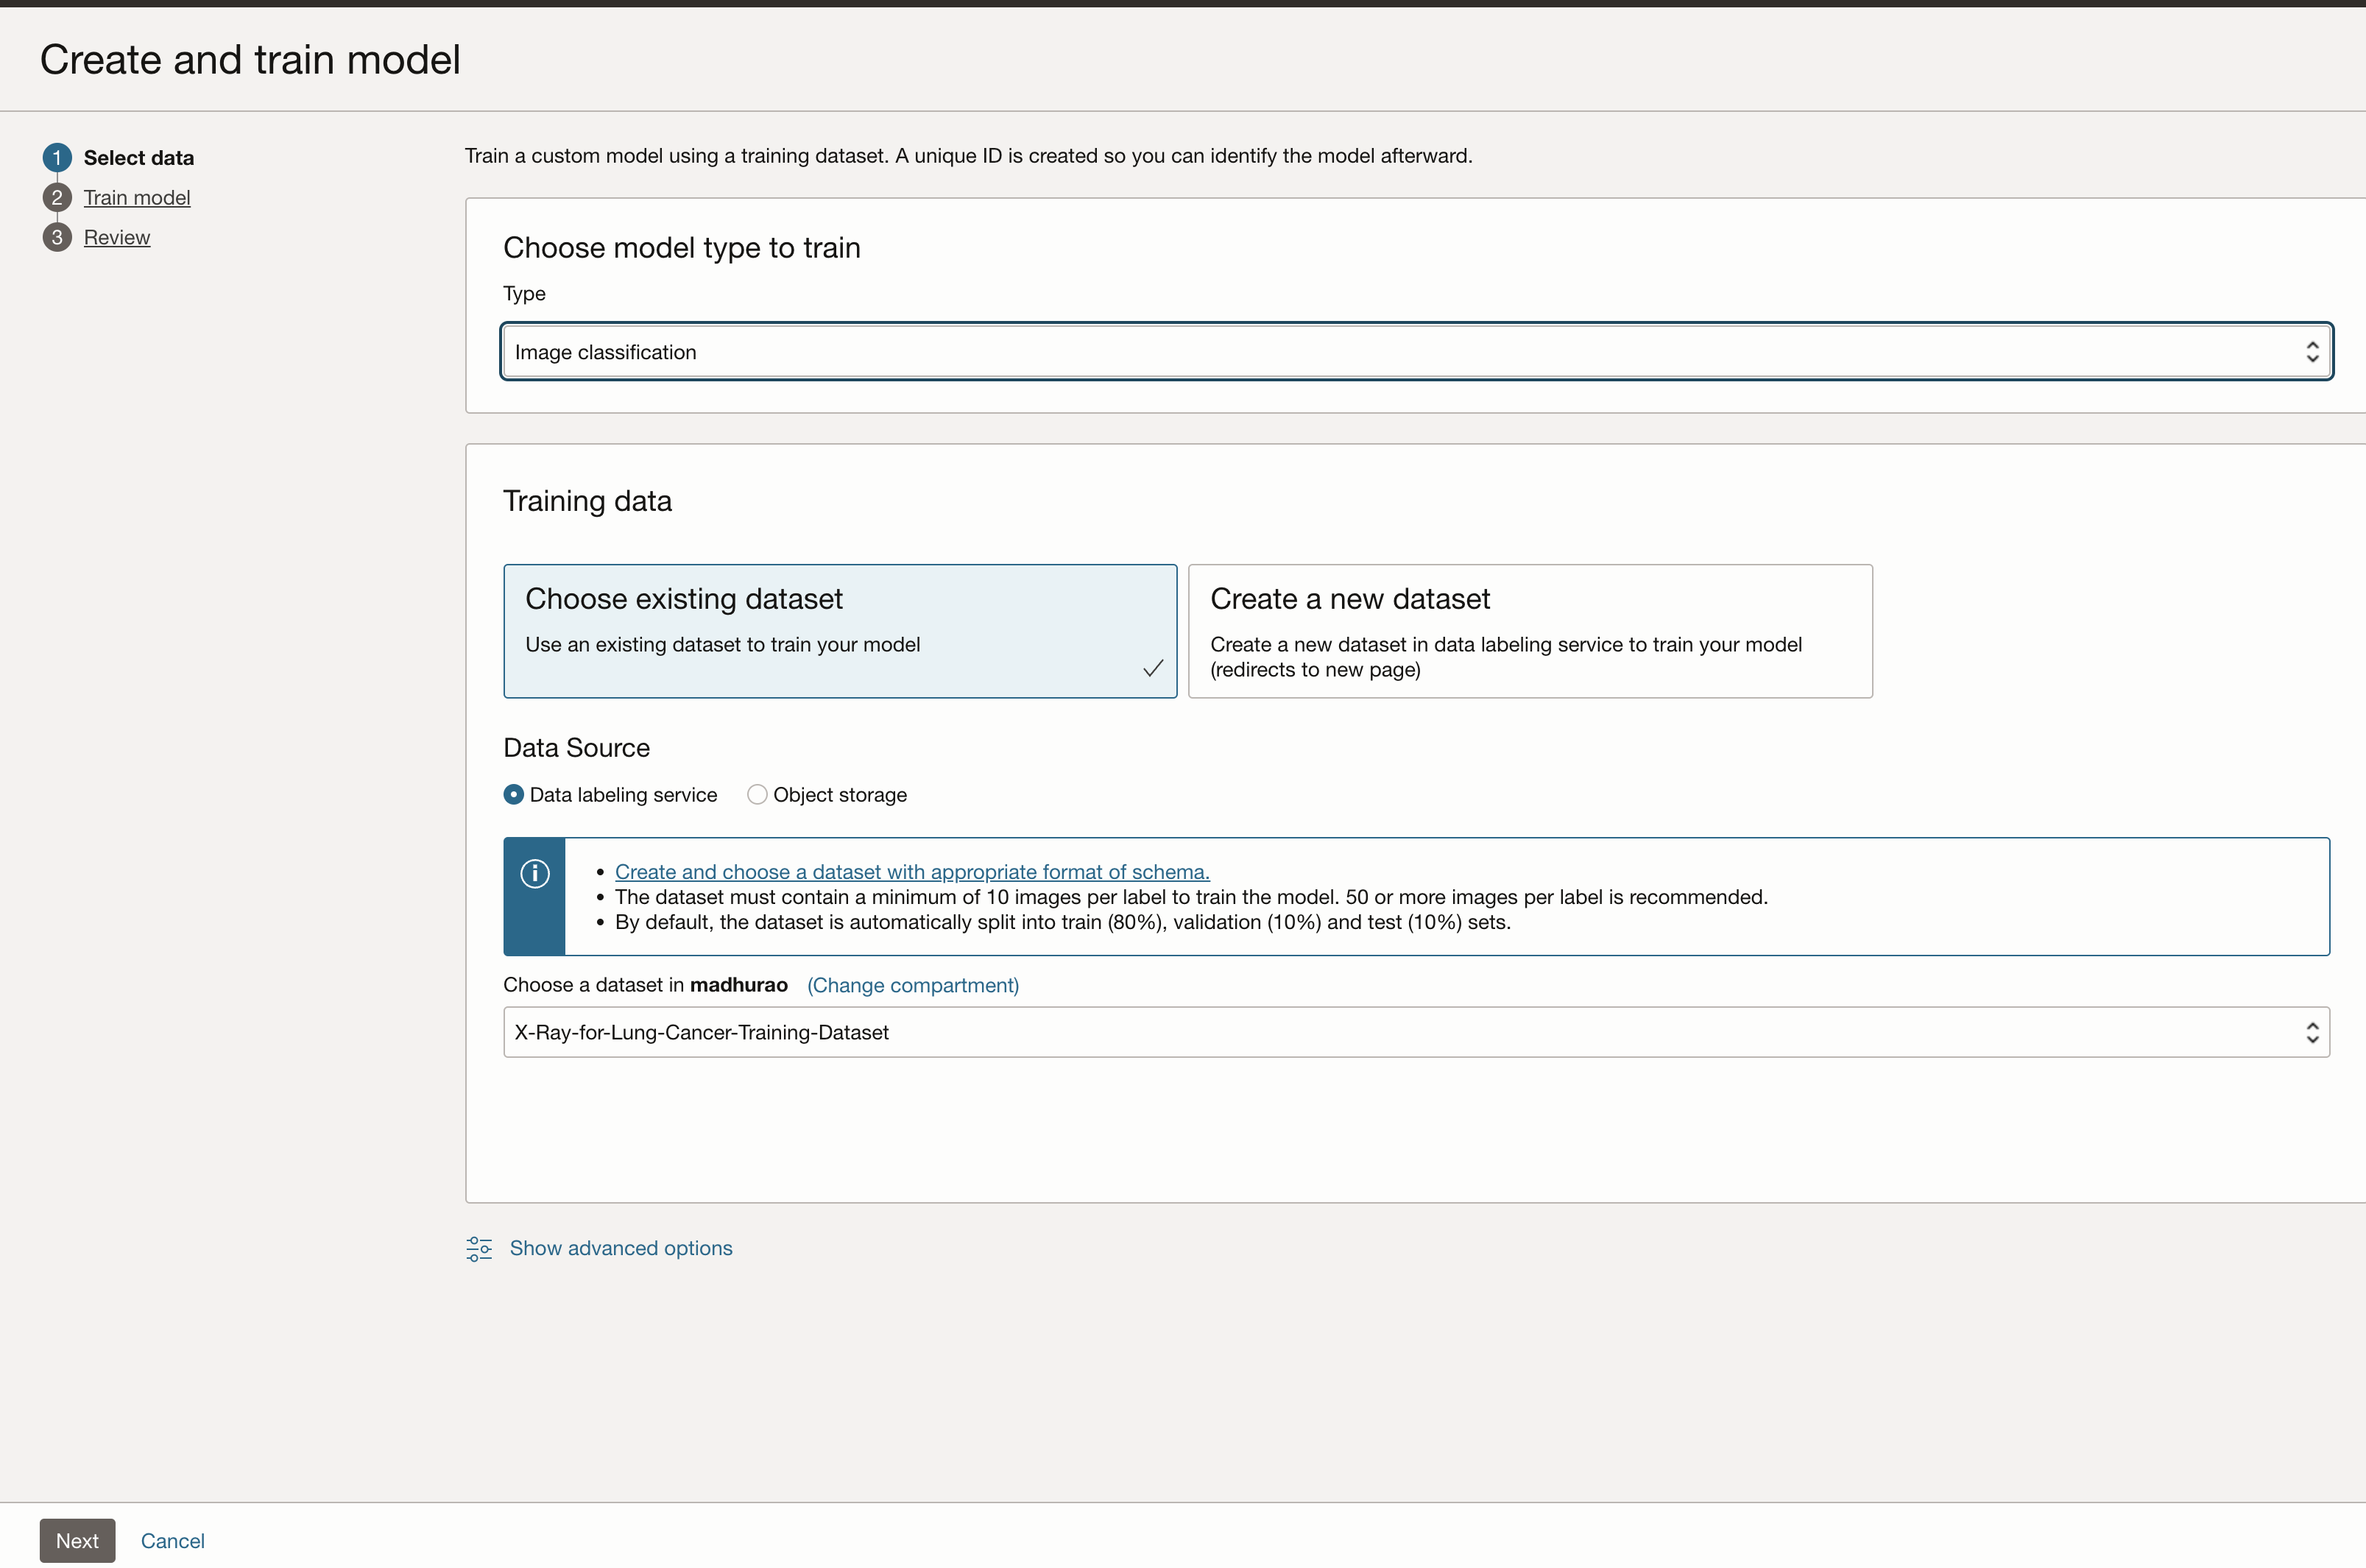 Create and train model
1 Select data
2 Train model
3 Review
Train a custom model using a training dataset. A unique ID is created so you can identify the model afterward.
Choose model type to train
Type
Image classification
Training data
Choose existing dataset
Use an existing dataset to train your model
Create a new dataset
Create a new dataset in data labeling service to train your model
(redirects to new page)
Data Source
Data labeling service Object storage
• Create and choose a dataset with appropriate format of schema.
• The dataset must contain a minimum of 10 images per label to train the model. 50 or more images per label is recommended.
• By default, the dataset is automatically split into train (80%), validation (10%) and test (10%) sets.
Choose a dataset in madhurao (Change compartment)
X-Ray-for-Lung-Cancer-Training-Dataset
Show advanced options
Next Cancel